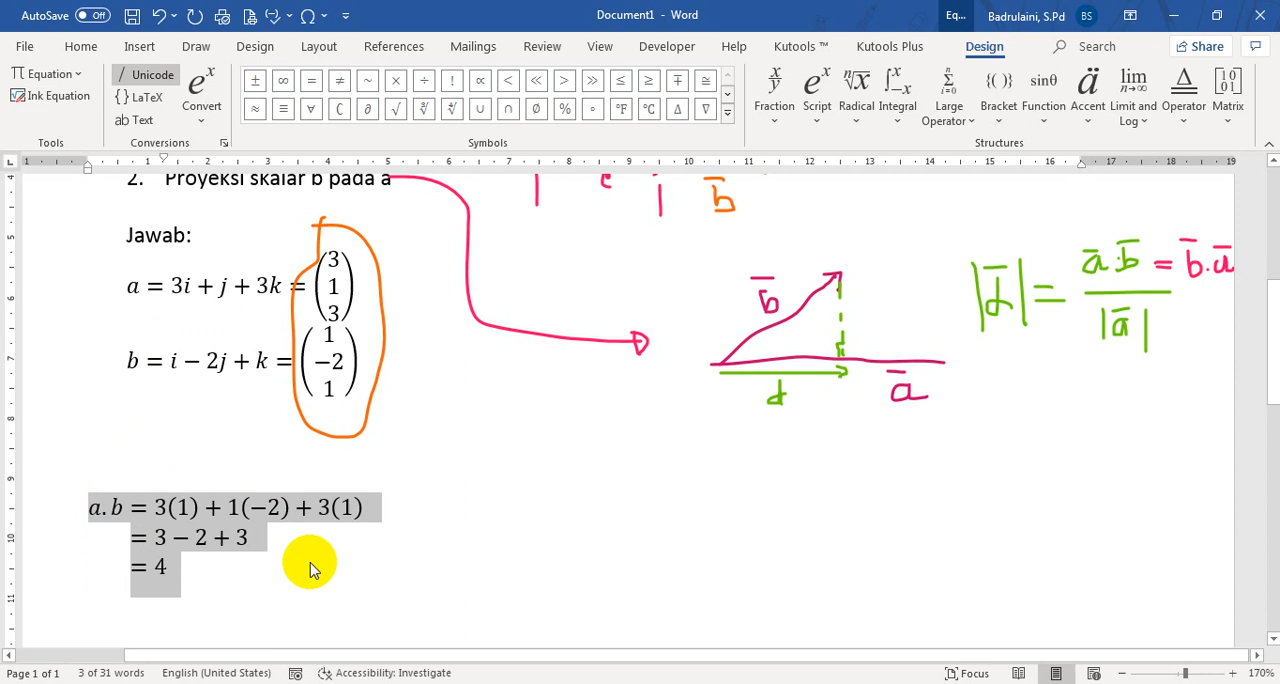 AutoSave Off Document1 - Word Eq... Badrulaini, S.Pd BS
File Home Insert Draw Design Layout References Mailings Review View Developer Help Kutools ™ Kutools Plus Design Search Share
π Equation / Unicode eˣ ± ∞ = ≠ ~ × ÷ ! ∝ < ≪ > ≫ ≤ ≥ ∓ ≅
Ink Equation {} LaTeX Convert ≈ ≡ ∀ ∁ ∂ √ ∛ ∜ ∪ ∩ ∅ % ° °F °C ∆ ∇
ab Text
Fraction Script Radical Integral Large Operator Bracket Function Accent Limit and Log Operator Matrix
Tools Conversions Symbols Structures
2. Proyeksi skalar b pada a
b̅
Jawab:
a = 3i + j + 3k = (3 1 3)
b = i − 2j + k = (1 −2 1)
b̅
d
a̅
|d̅| = a̅.b̅ / |a̅| = b̅.a̅
a.b = 3(1) + 1(−2) + 3(1)
= 3 − 2 + 3
= 4
Page 1 of 1 3 of 31 words English (United States) Accessibility: Investigate Focus 170%